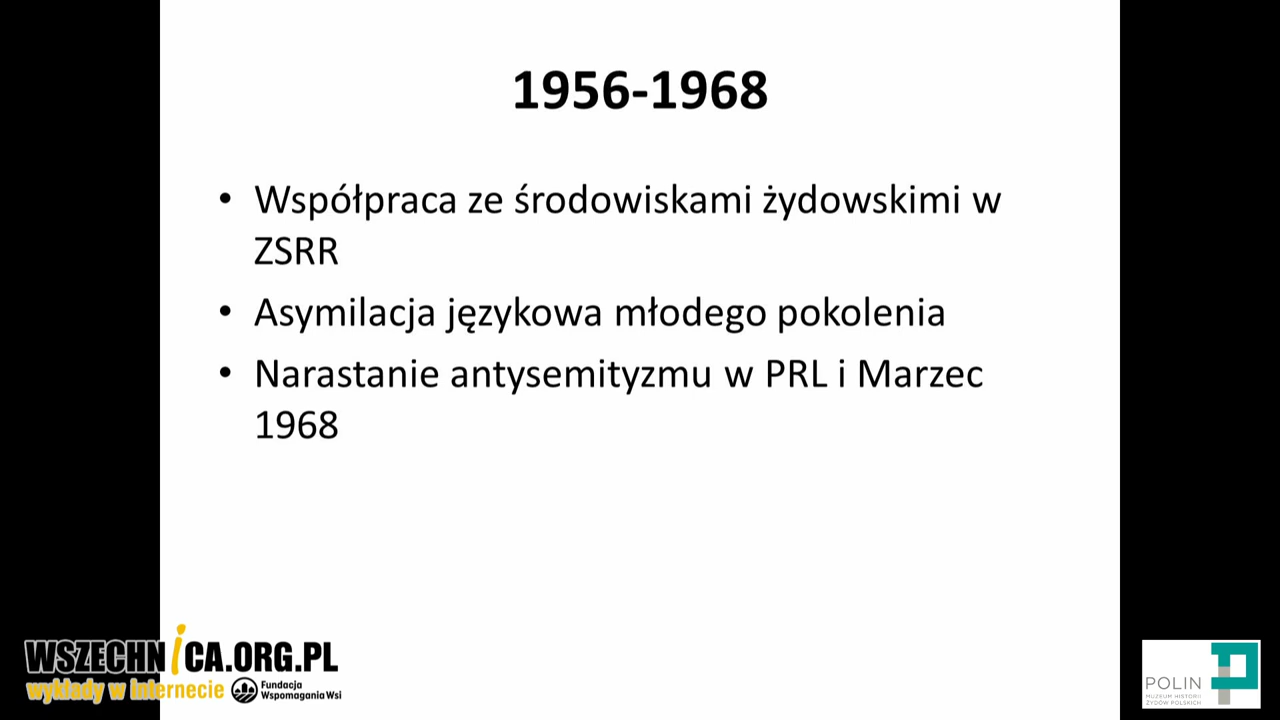 1956-1968
• Współpraca ze środowiskami żydowskimi w
ZSRR
• Asymilacja językowa młodego pokolenia
• Narastanie antysemityzmu w PRL i Marzec
1968
WSZECHNICA.ORG.PL
wykłady w internecie
Fundacja
Wspomagania Wsi
POLIN
MUZEUM HISTORII
ŻYDÓW POLSKICH